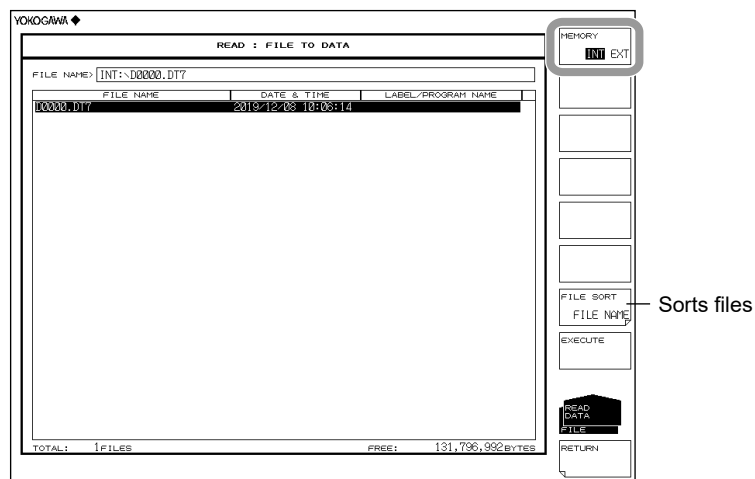 YOKOGAWA ◆
READ : FILE TO DATA
MEMORY
INT EXT
FILE NAME> INT:\D0000.DT7
FILE NAME DATE & TIME LABEL/PROGRAM NAME
D0000.DT7 2019/12/08 10:06:14
FILE SORT
FILE NAME
Sorts files
EXECUTE
READ
DATA
FILE
TOTAL: 1FILES FREE: 131,796,992BYTES
RETURN